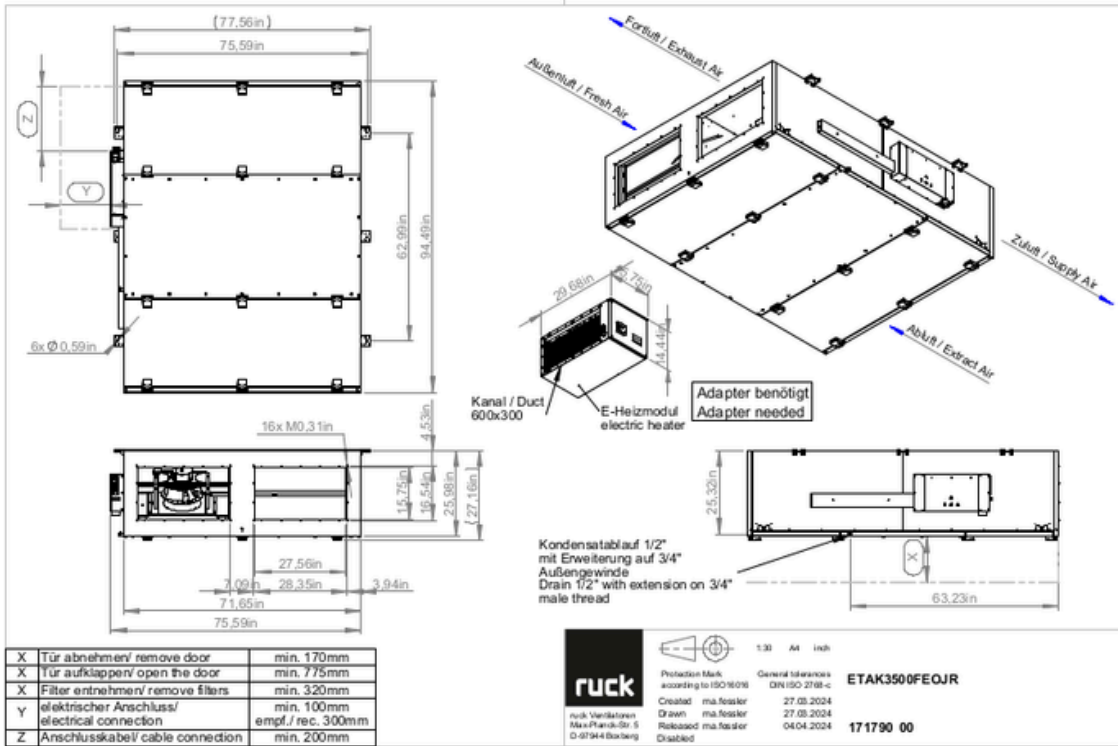 (77,56in)
75,59in
Z
Y
62,99in
94,49in
6x Ø 0,59in
Fortluft / Exhaust Air
Außenluft / Fresh Air
Zuluft / Supply Air
Abluft / Extract Air
29,68in
14,44in
Kanal / Duct
600x300
E-Heizmodul
electric heater
Adapter benötigt
Adapter needed
16x M0,31in
4,53in
15,75in
16,54in
25,98in
(27,16in)
27,56in
7,09in
28,35in
3,94in
71,65in
75,59in
25,32in
X
63,23in
Kondensatablauf 1/2"
mit Erweiterung auf 3/4"
Außengewinde
Drain 1/2" with extension on 3/4"
male thread
X Tür abnehmen/ remove door min. 170mm
X Tür aufklappen/ open the door min. 775mm
X Filter entnehmen/ remove filters min. 320mm
Y elektrischer Anschluss/ min. 100mm
electrical connection empf./ rec. 300mm
Z Anschlusskabel/ cable connection min. 200mm
ruck
ruck Ventilatoren
Max-Planck-Str. 5
D-97944 Boxberg
1:30 A4 inch
Protection Mark General tolerances
according to ISO16016 DIN ISO 2768-c
ETAK3500FEOJR
Created ma.fessler 27.03.2024
Drawn ma.fessler 27.03.2024
Released ma.fessler 04.04.2024
Disabled
171790 00